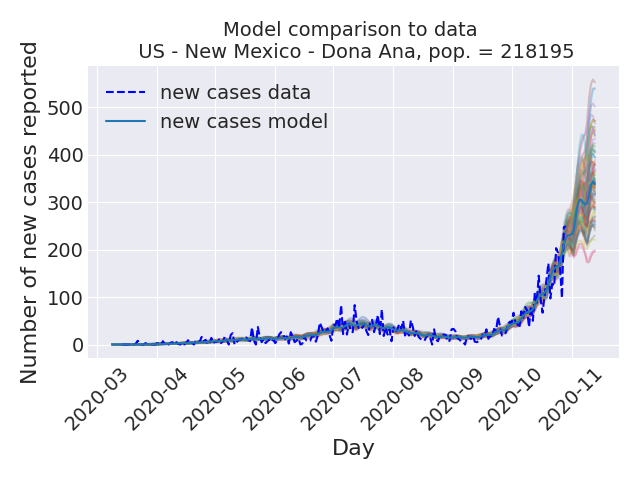 Model comparison to data
US - New Mexico - Dona Ana, pop. = 218195
new cases data
new cases model
Number of new cases reported
500
400
300
200
100
0
2020-03
2020-04
2020-05
2020-06
2020-07
2020-08
2020-09
2020-10
2020-11
Day